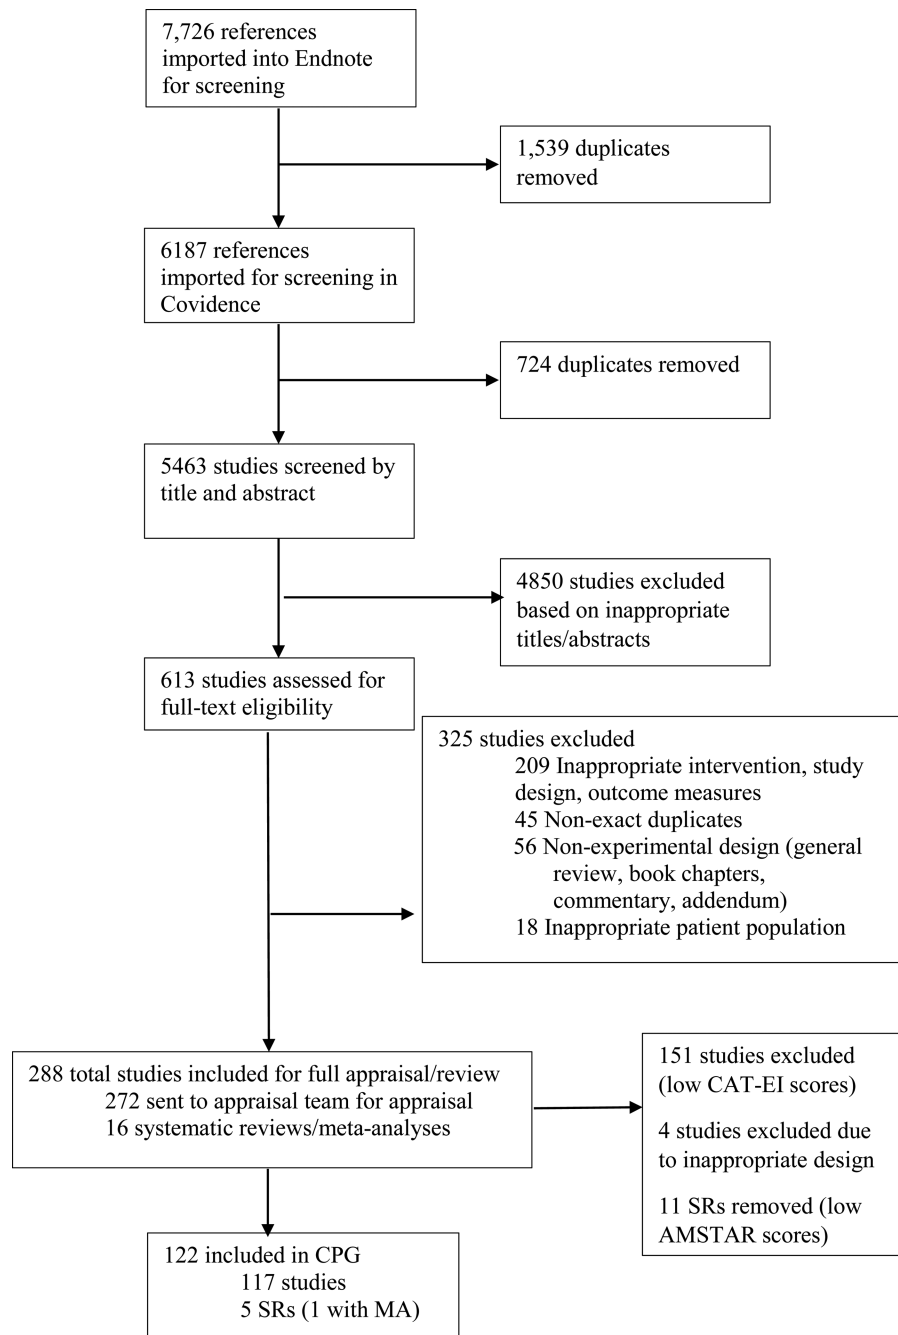 7,726 references
imported into Endnote
for screening
1,539 duplicates
removed
6187 references
imported for screening in
Covidence
724 duplicates removed
5463 studies screened by
title and abstract
4850 studies excluded
based on inappropriate
titles/abstracts
613 studies assessed for
full-text eligibility
325 studies excluded
209 Inappropriate intervention, study
design, outcome measures
45 Non-exact duplicates
56 Non-experimental design (general
review, book chapters,
commentary, addendum)
18 Inappropriate patient population
288 total studies included for full appraisal/review
272 sent to appraisal team for appraisal
16 systematic reviews/meta-analyses
151 studies excluded
(low CAT-EI scores)
4 studies excluded due
to inappropriate design
11 SRs removed (low
AMSTAR scores)
122 included in CPG
117 studies
5 SRs (1 with MA)